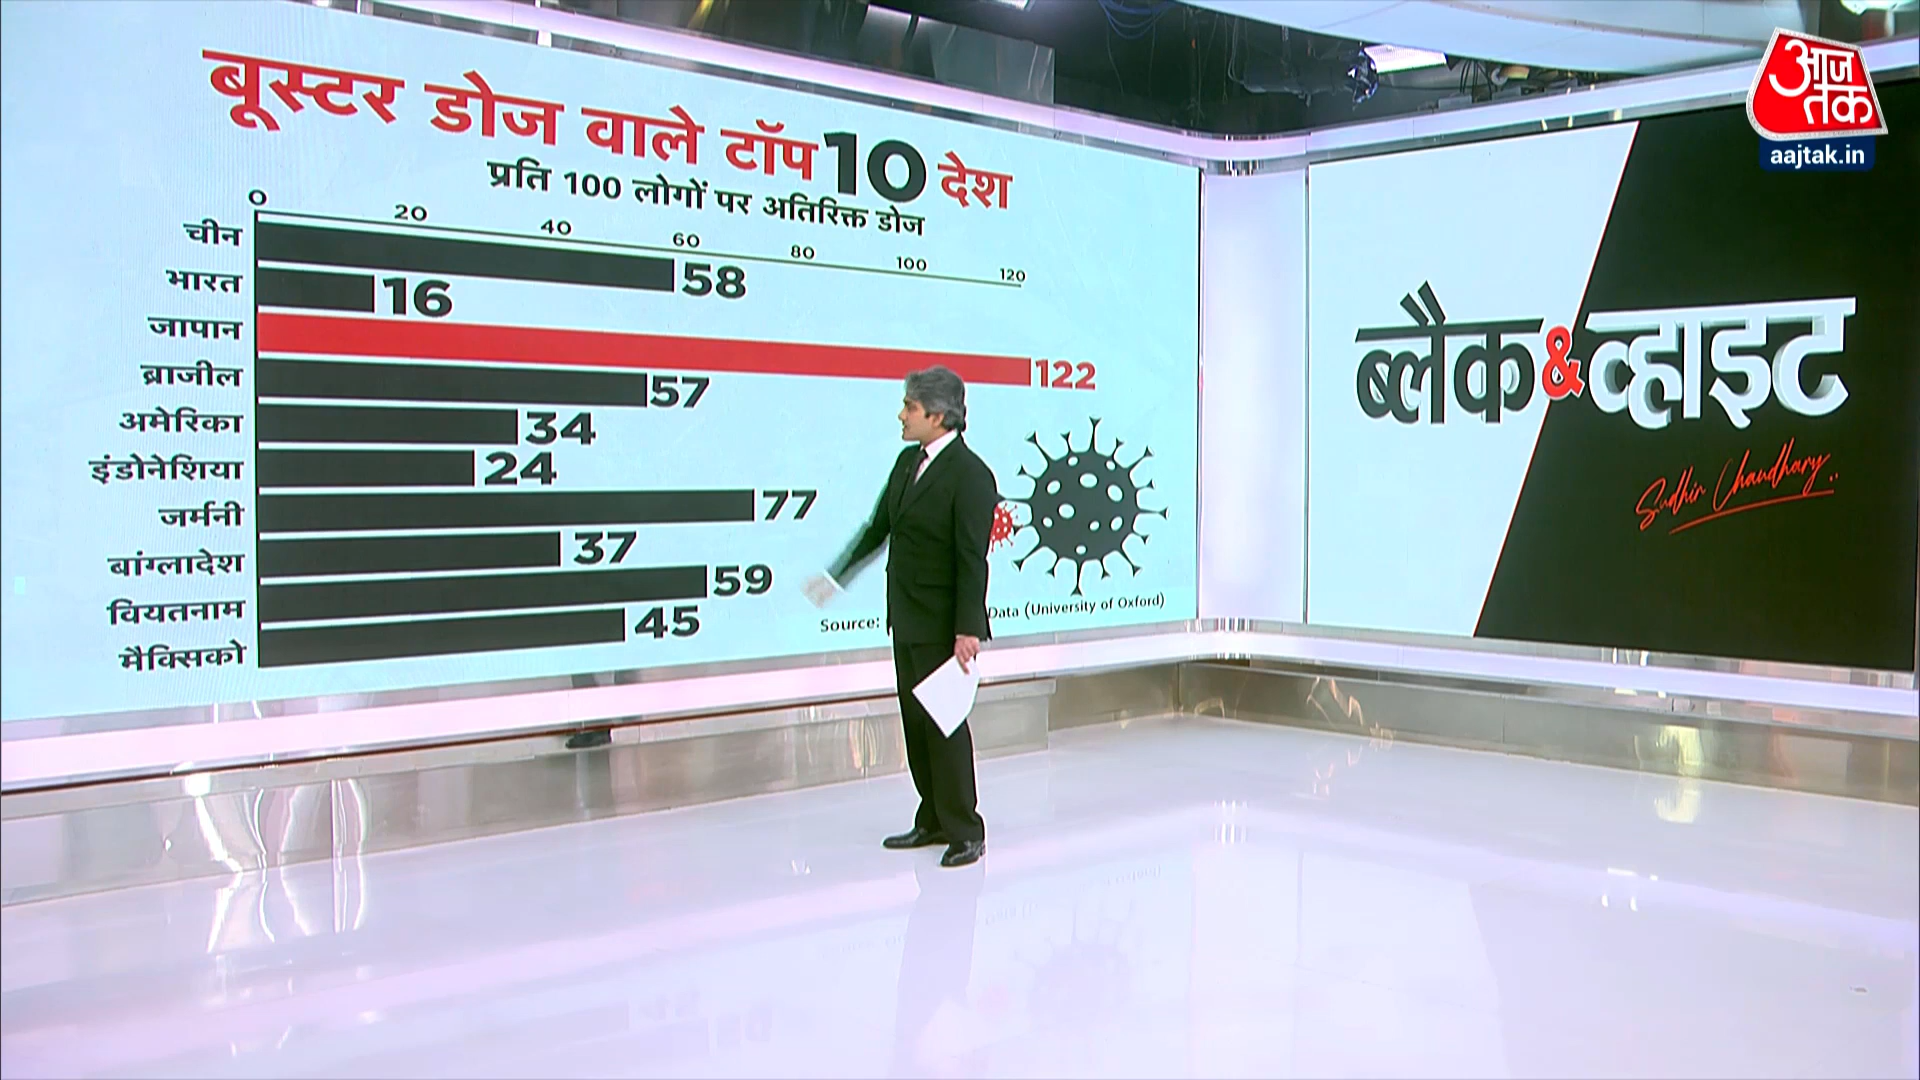 बूस्टर डोज वाले टॉप 10 देश
प्रति 100 लोगों पर अतिरिक्त डोज
0 20 40 60 80 100 120
चीन 58
भारत 16
जापान 122
ब्राजील 57
अमेरिका 34
इंडोनेशिया 24
जर्मनी 77
बांग्लादेश 37
वियतनाम 59
मैक्सिको 45
Source: Data (University of Oxford)
ब्लैक&व्हाइट
Sudhir Chaudhary..
आज
तक
aajtak.in